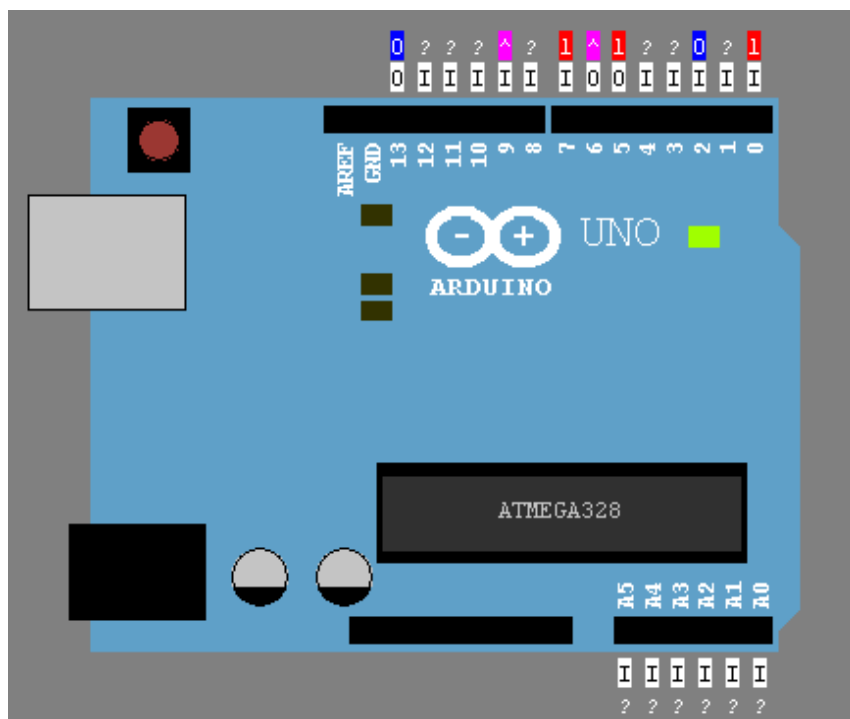 0 ? ? ? ^ ? 1 ^ 1 ? ? 0 ? 1
O I I I I I I O O I I I I I
AREF GND 13 12 11 10 9 8 7 6 5 4 3 2 1 0
- + UNO
ARDUINO
ATMEGA328
A5 A4 A3 A2 A1 A0
I I I I I I
? ? ? ? ? ?